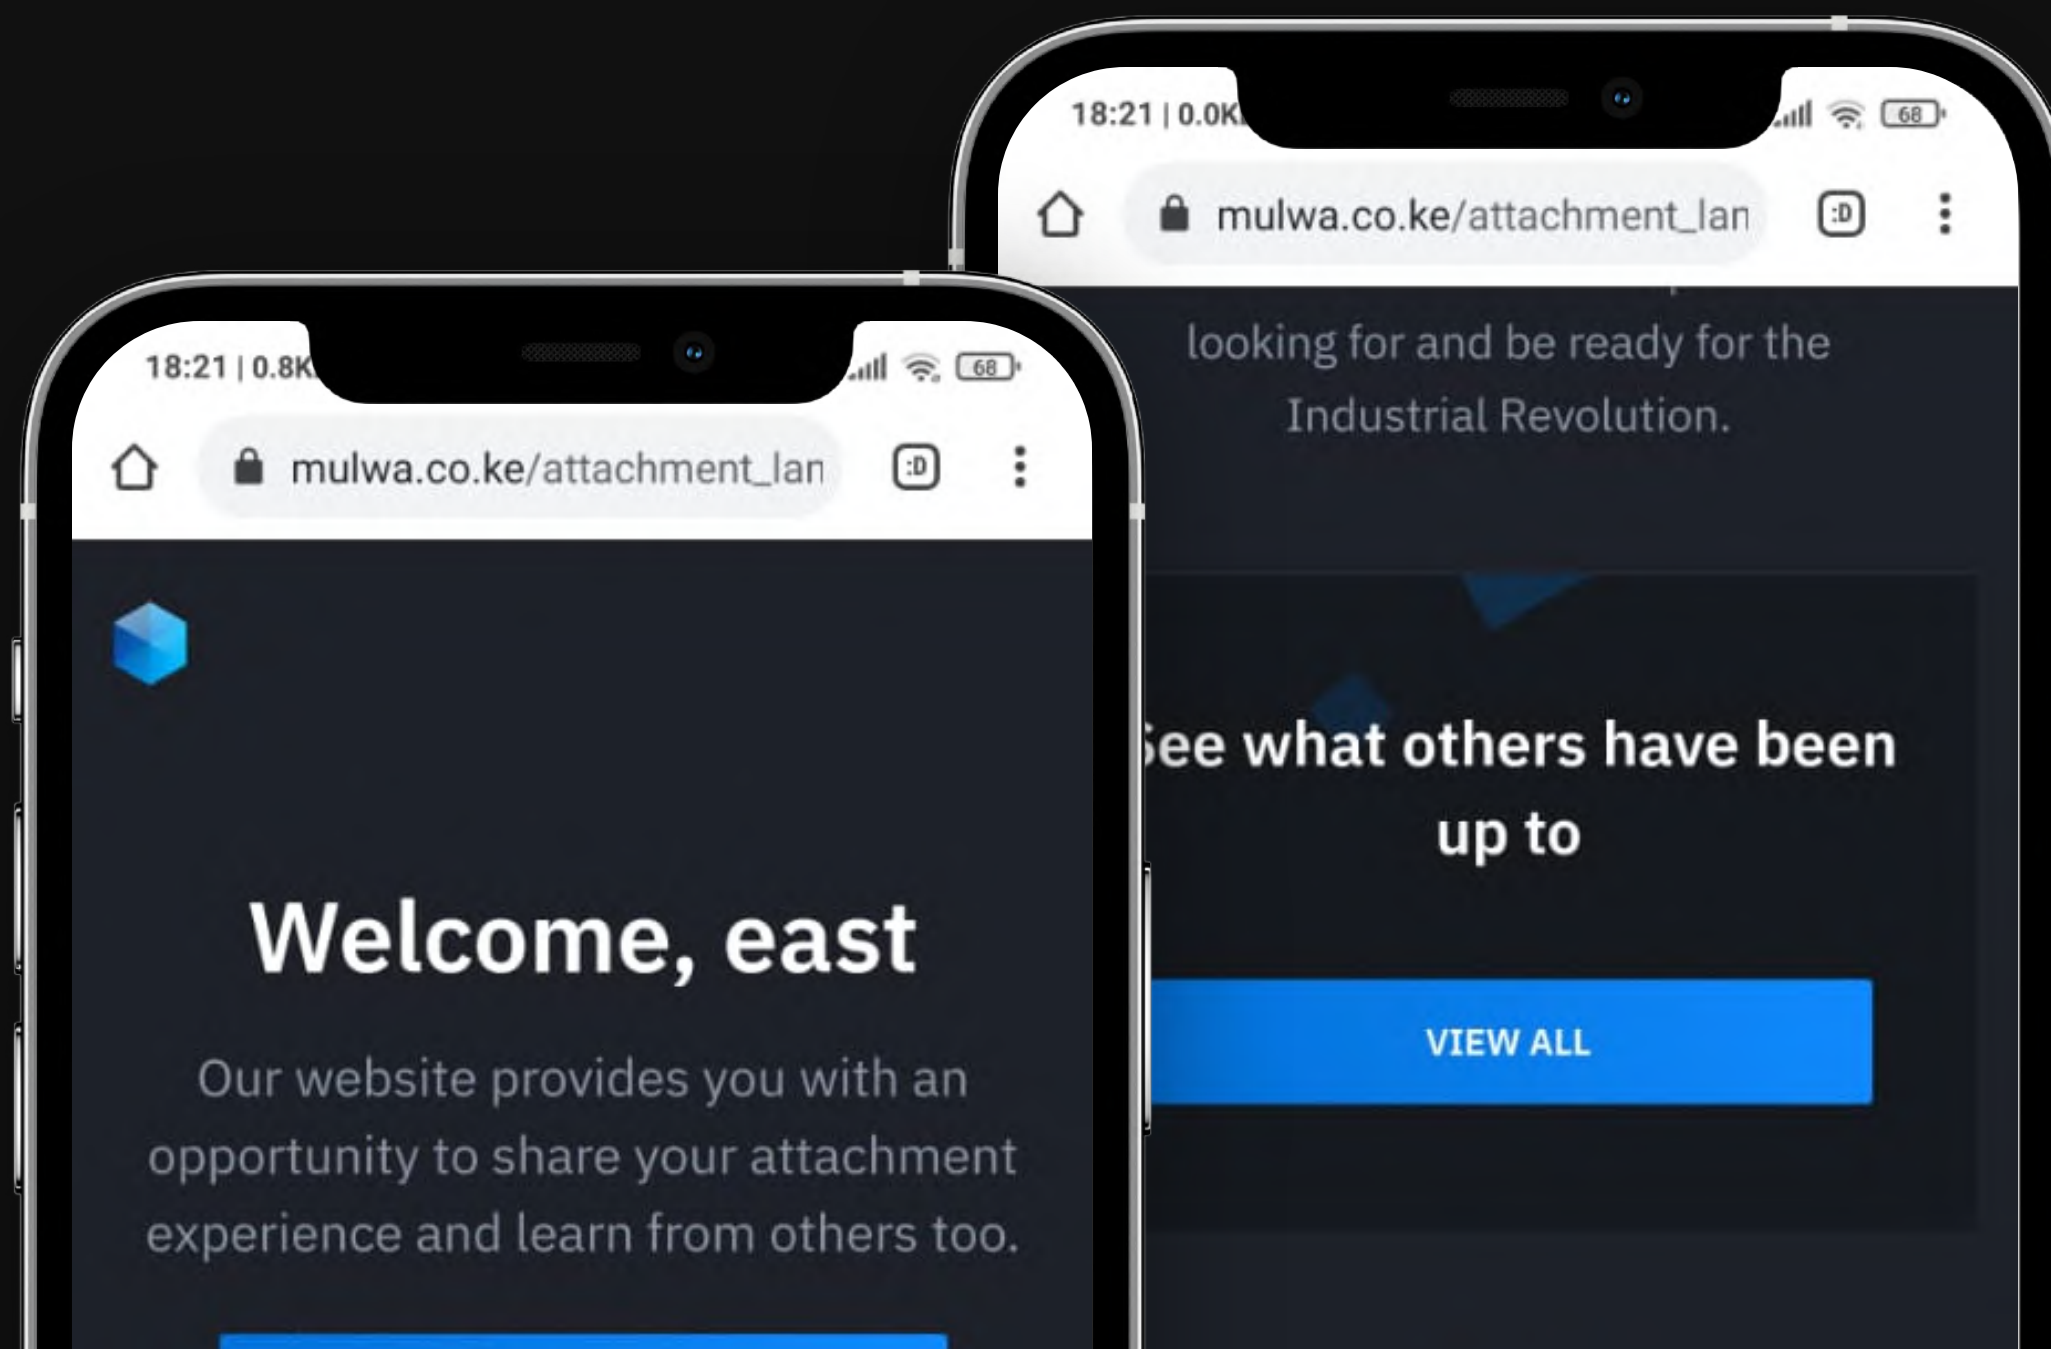 18:21 | 0.8K
68
mulwa.co.ke/attachment_lan
:D
Welcome, east
Our website provides you with an
opportunity to share your attachment
experience and learn from others too.
18:21 | 0.0K
68
mulwa.co.ke/attachment_lan
:D
looking for and be ready for the
Industrial Revolution.
See what others have been
up to
VIEW ALL